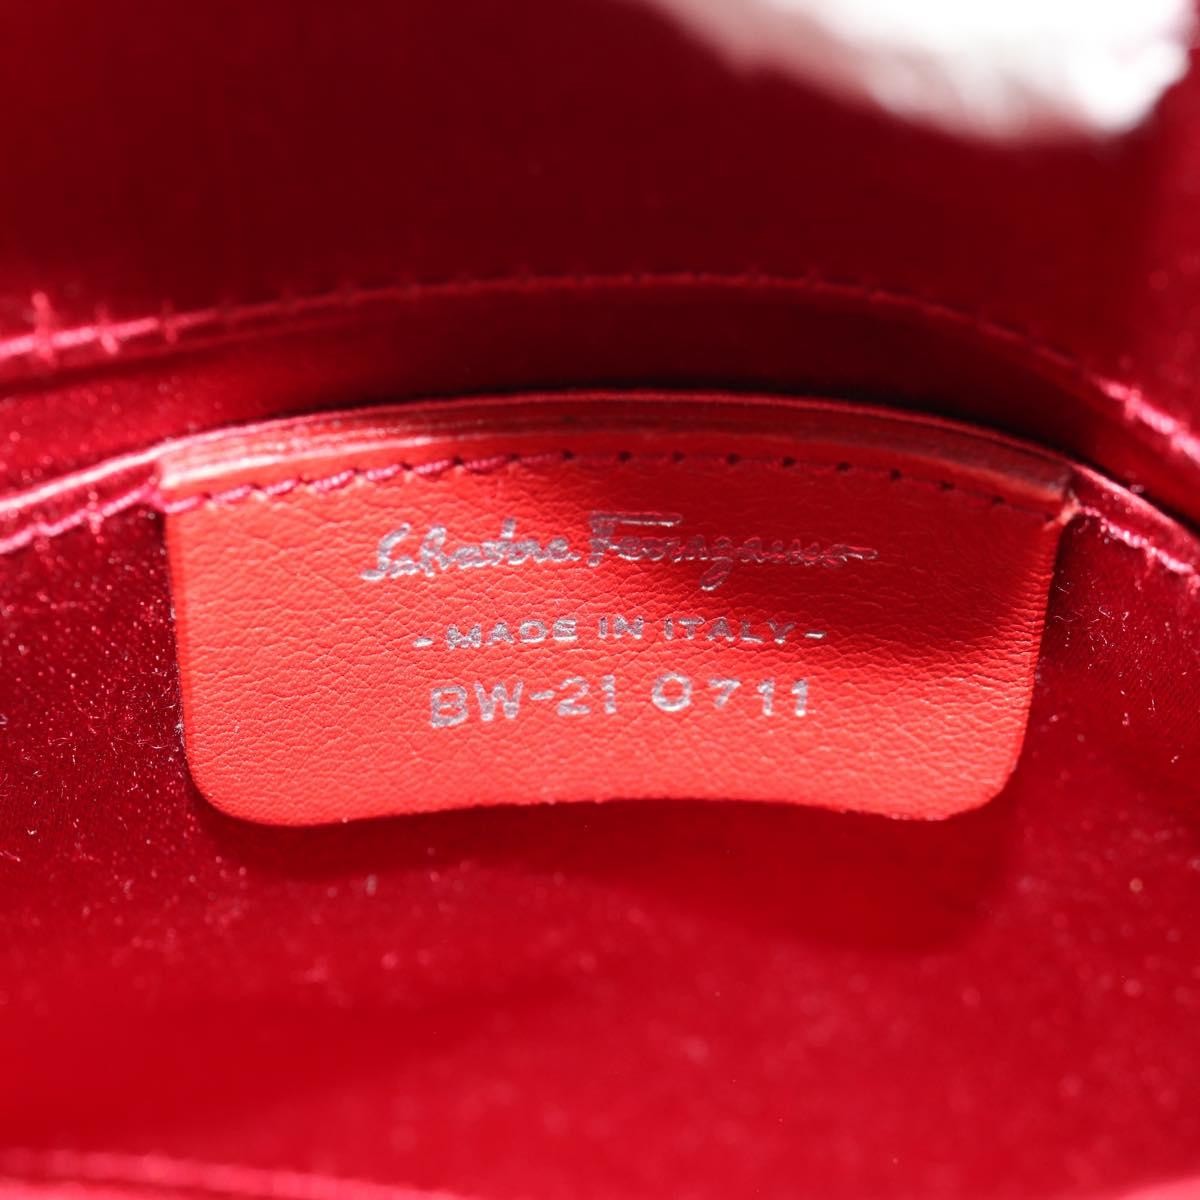 Salvatore Ferragamo
-MADE IN ITALY-
BW-21 0711